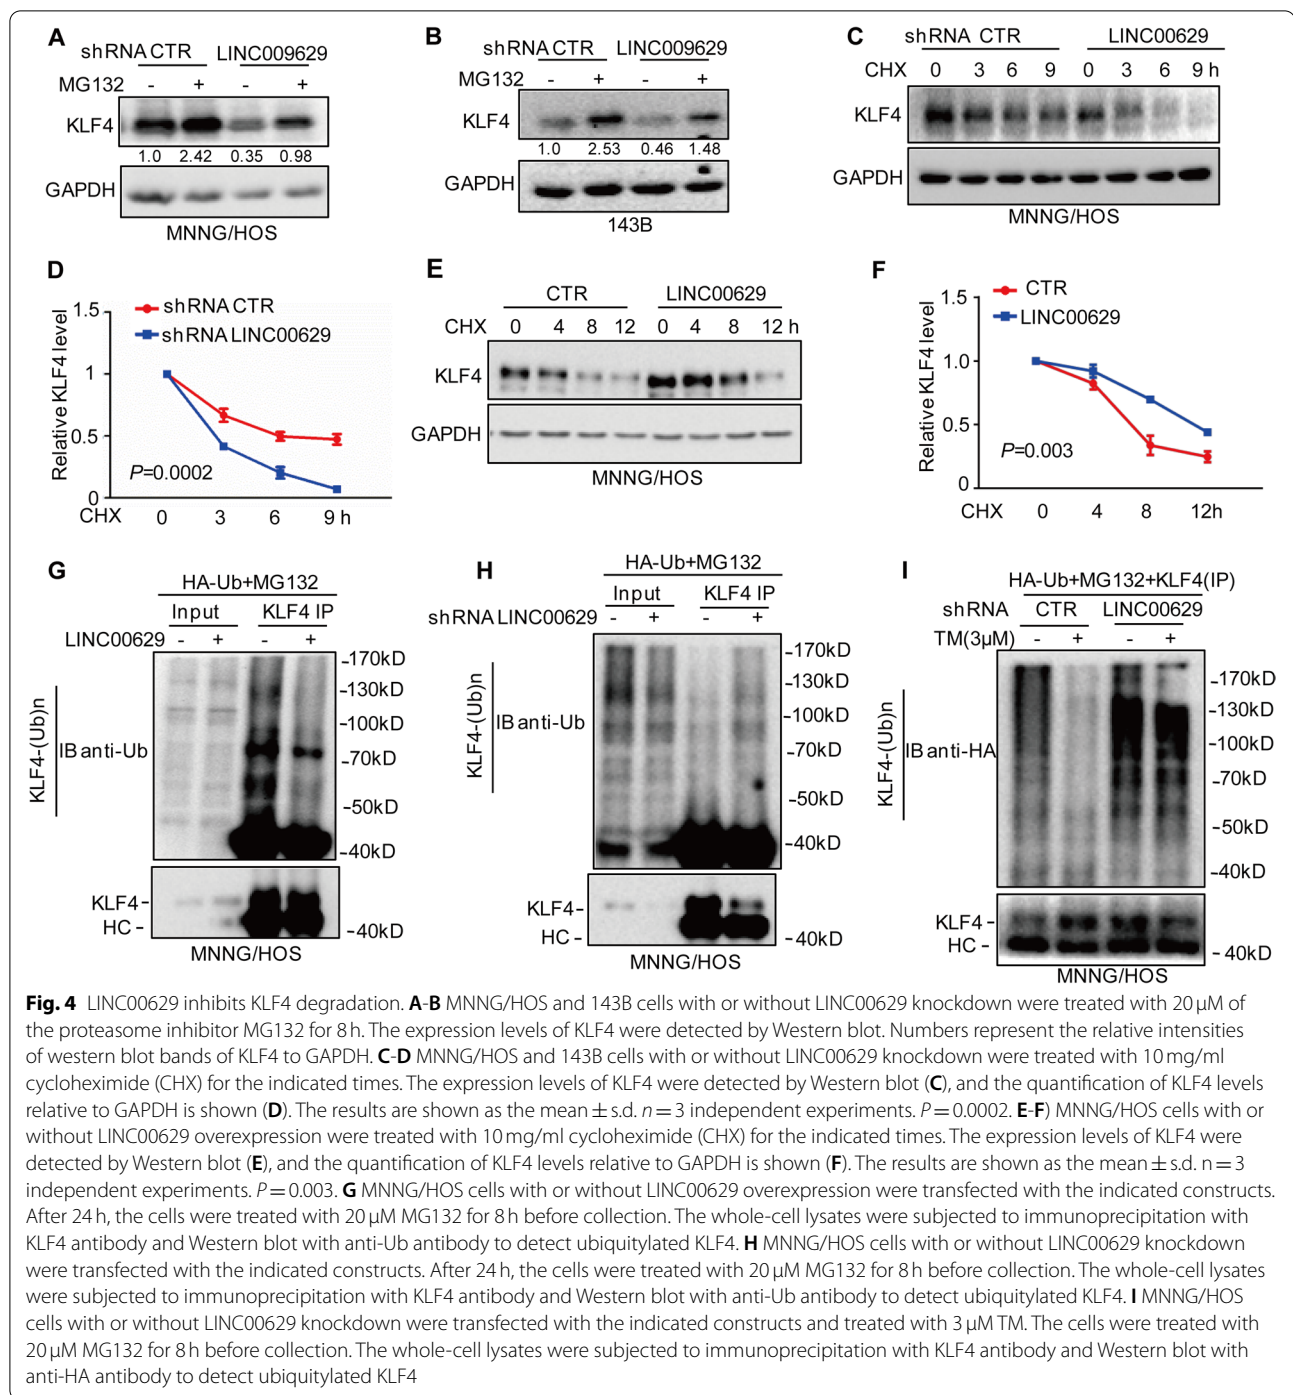 A
shRNA CTR LINC009629
MG132 - + - +
KLF4
1.0 2.42 0.35 0.98
GAPDH
MNNG/HOS
B
shRNA CTR LINC009629
MG132 - + - +
KLF4
1.0 2.53 0.46 1.48
GAPDH
143B
C
shRNA CTR LINC00629
CHX 0 3 6 9 0 3 6 9 h
KLF4
GAPDH
MNNG/HOS
D
shRNA CTR
shRNA LINC00629
Relative KLF4 level
1.5
1
0.5
0
P=0.0002
CHX 0 3 6 9 h
E
CTR LINC00629
CHX 0 4 8 12 0 4 8 12 h
KLF4
GAPDH
MNNG/HOS
F
CTR
LINC00629
Relative KLF4 level
1.5
1.0
0.5
0
P=0.003
CHX 0 4 8 12h
G
HA-Ub+MG132
Input KLF4 IP
LINC00629 - + - +
KLF4-(Ub)n
IB anti-Ub
-170kD
-130kD
-100kD
-70kD
-50kD
-40kD
KLF4-
HC -
-40kD
MNNG/HOS
H
HA-Ub+MG132
Input KLF4 IP
shRNA LINC00629 - + - +
KLF4-(Ub)n
IB anti-Ub
-170kD
-130kD
-100kD
-70kD
-50kD
-40kD
KLF4-
HC -
-40kD
MNNG/HOS
I
HA-Ub+MG132+KLF4(IP)
shRNA CTR LINC00629
TM(3μM) - + - +
KLF4-(Ub)n
IB anti-HA
-170kD
-130kD
-100kD
-70kD
-50kD
-40kD
KLF4-
HC -
- 40kD
MNNG/HOS
Fig. 4 LINC00629 inhibits KLF4 degradation. A-B MNNG/HOS and 143B cells with or without LINC00629 knockdown were treated with 20 μM of
the proteasome inhibitor MG132 for 8 h. The expression levels of KLF4 were detected by Western blot. Numbers represent the relative intensities
of western blot bands of KLF4 to GAPDH. C-D MNNG/HOS and 143B cells with or without LINC00629 knockdown were treated with 10 mg/ml
cycloheximide (CHX) for the indicated times. The expression levels of KLF4 were detected by Western blot (C), and the quantification of KLF4 levels
relative to GAPDH is shown (D). The results are shown as the mean ± s.d. n = 3 independent experiments. P = 0.0002. E-F) MNNG/HOS cells with or
without LINC00629 overexpression were treated with 10 mg/ml cycloheximide (CHX) for the indicated times. The expression levels of KLF4 were
detected by Western blot (E), and the quantification of KLF4 levels relative to GAPDH is shown (F). The results are shown as the mean ± s.d. n = 3
independent experiments. P = 0.003. G MNNG/HOS cells with or without LINC00629 overexpression were transfected with the indicated constructs.
After 24 h, the cells were treated with 20 μM MG132 for 8 h before collection. The whole-cell lysates were subjected to immunoprecipitation with
KLF4 antibody and Western blot with anti-Ub antibody to detect ubiquitylated KLF4. H MNNG/HOS cells with or without LINC00629 knockdown
were transfected with the indicated constructs. After 24 h, the cells were treated with 20 μM MG132 for 8 h before collection. The whole-cell lysates
were subjected to immunoprecipitation with KLF4 antibody and Western blot with anti-Ub antibody to detect ubiquitylated KLF4. I MNNG/HOS
cells with or without LINC00629 knockdown were transfected with the indicated constructs and treated with 3 μM TM. The cells were treated with
20 μM MG132 for 8 h before collection. The whole-cell lysates were subjected to immunoprecipitation with KLF4 antibody and Western blot with
anti-HA antibody to detect ubiquitylated KLF4